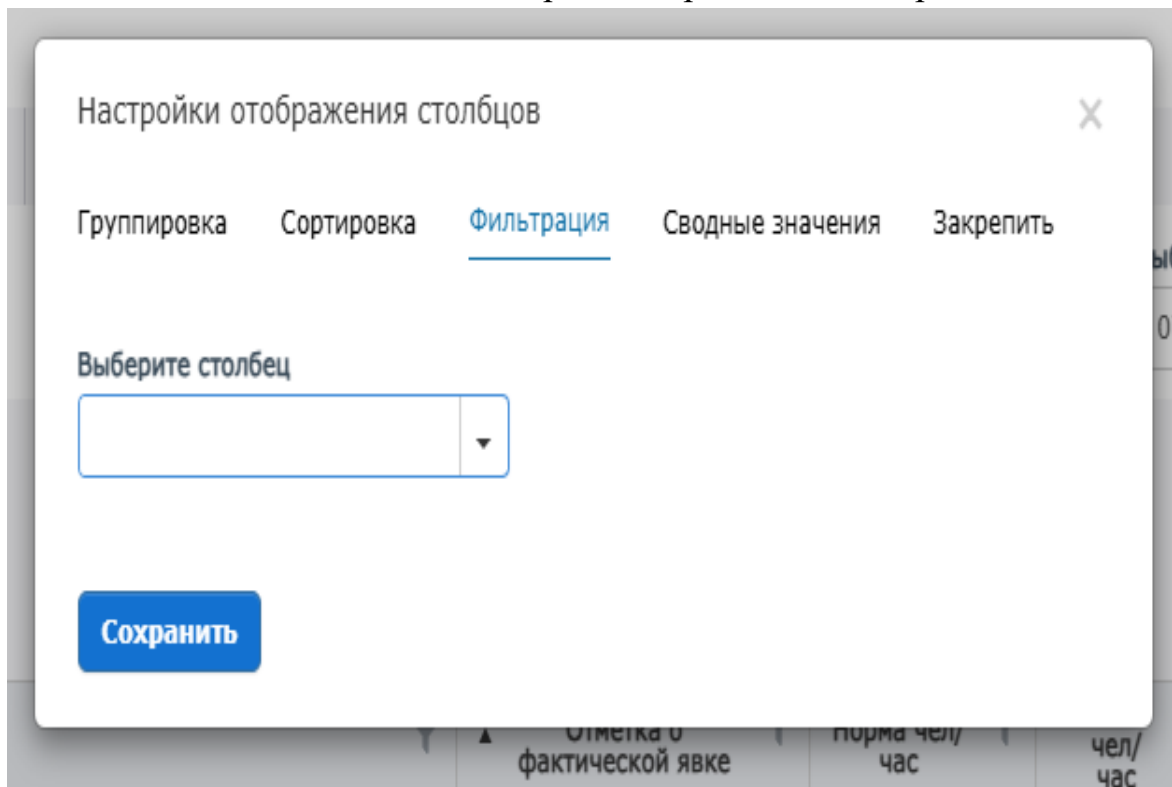 Настройки отображения столбцов
X
Группировка Сортировка Фильтрация Сводные значения Закрепить
Выберите столбец
0
Сохранить
Отметка о
фактической явке
Норма чел/
час
чел/
час